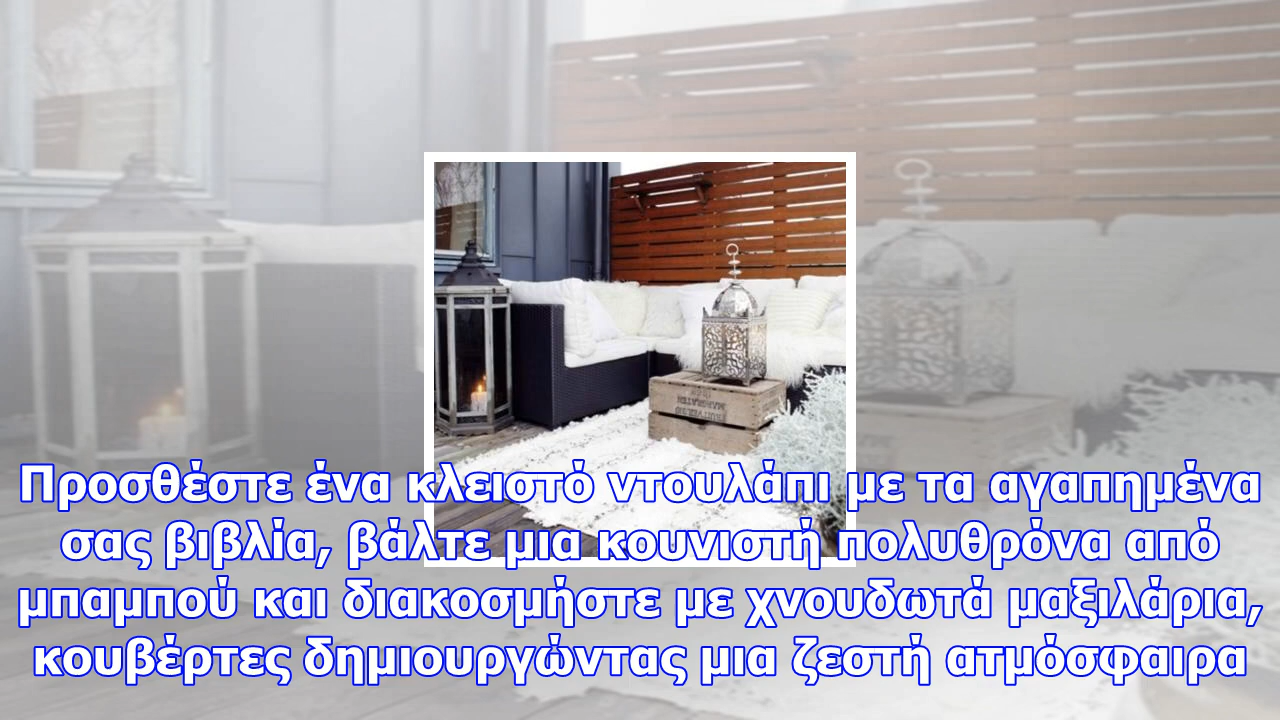 Προσθέστε ένα κλειστό ντουλάπι με τα αγαπημένα
σας βιβλία, βάλτε μια κουνιστή πολυθρόνα από
μπαμπού και διακοσμήστε με χνουδωτά μαξιλάρια,
κουβέρτες δημιουργώντας μια ζεστή ατμόσφαιρα